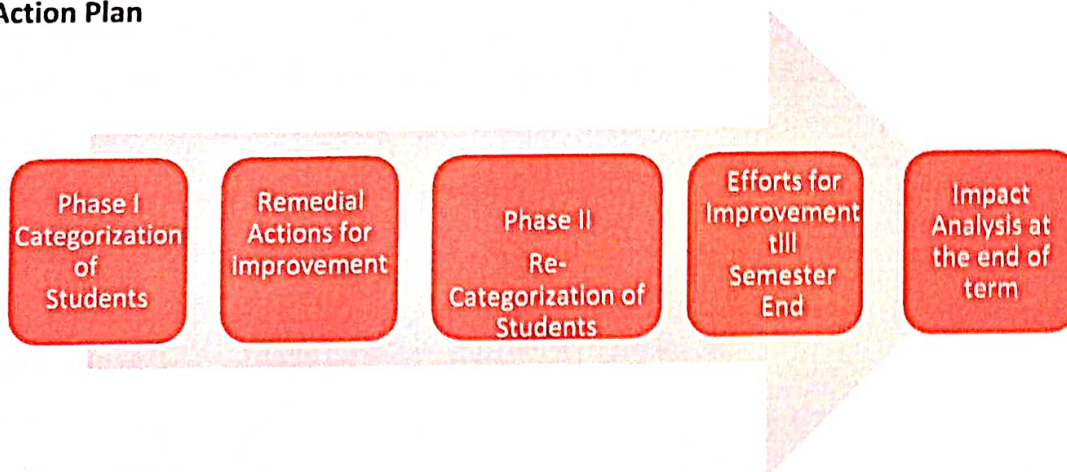 Action Plan
Phase I
Categorization
of
Students
Remedial
Actions for
improvement
Phase II
Re-
Categorization of
Students
Efforts for
Improvement
till
Semester
End
Impact
Analysis at
the end of
term